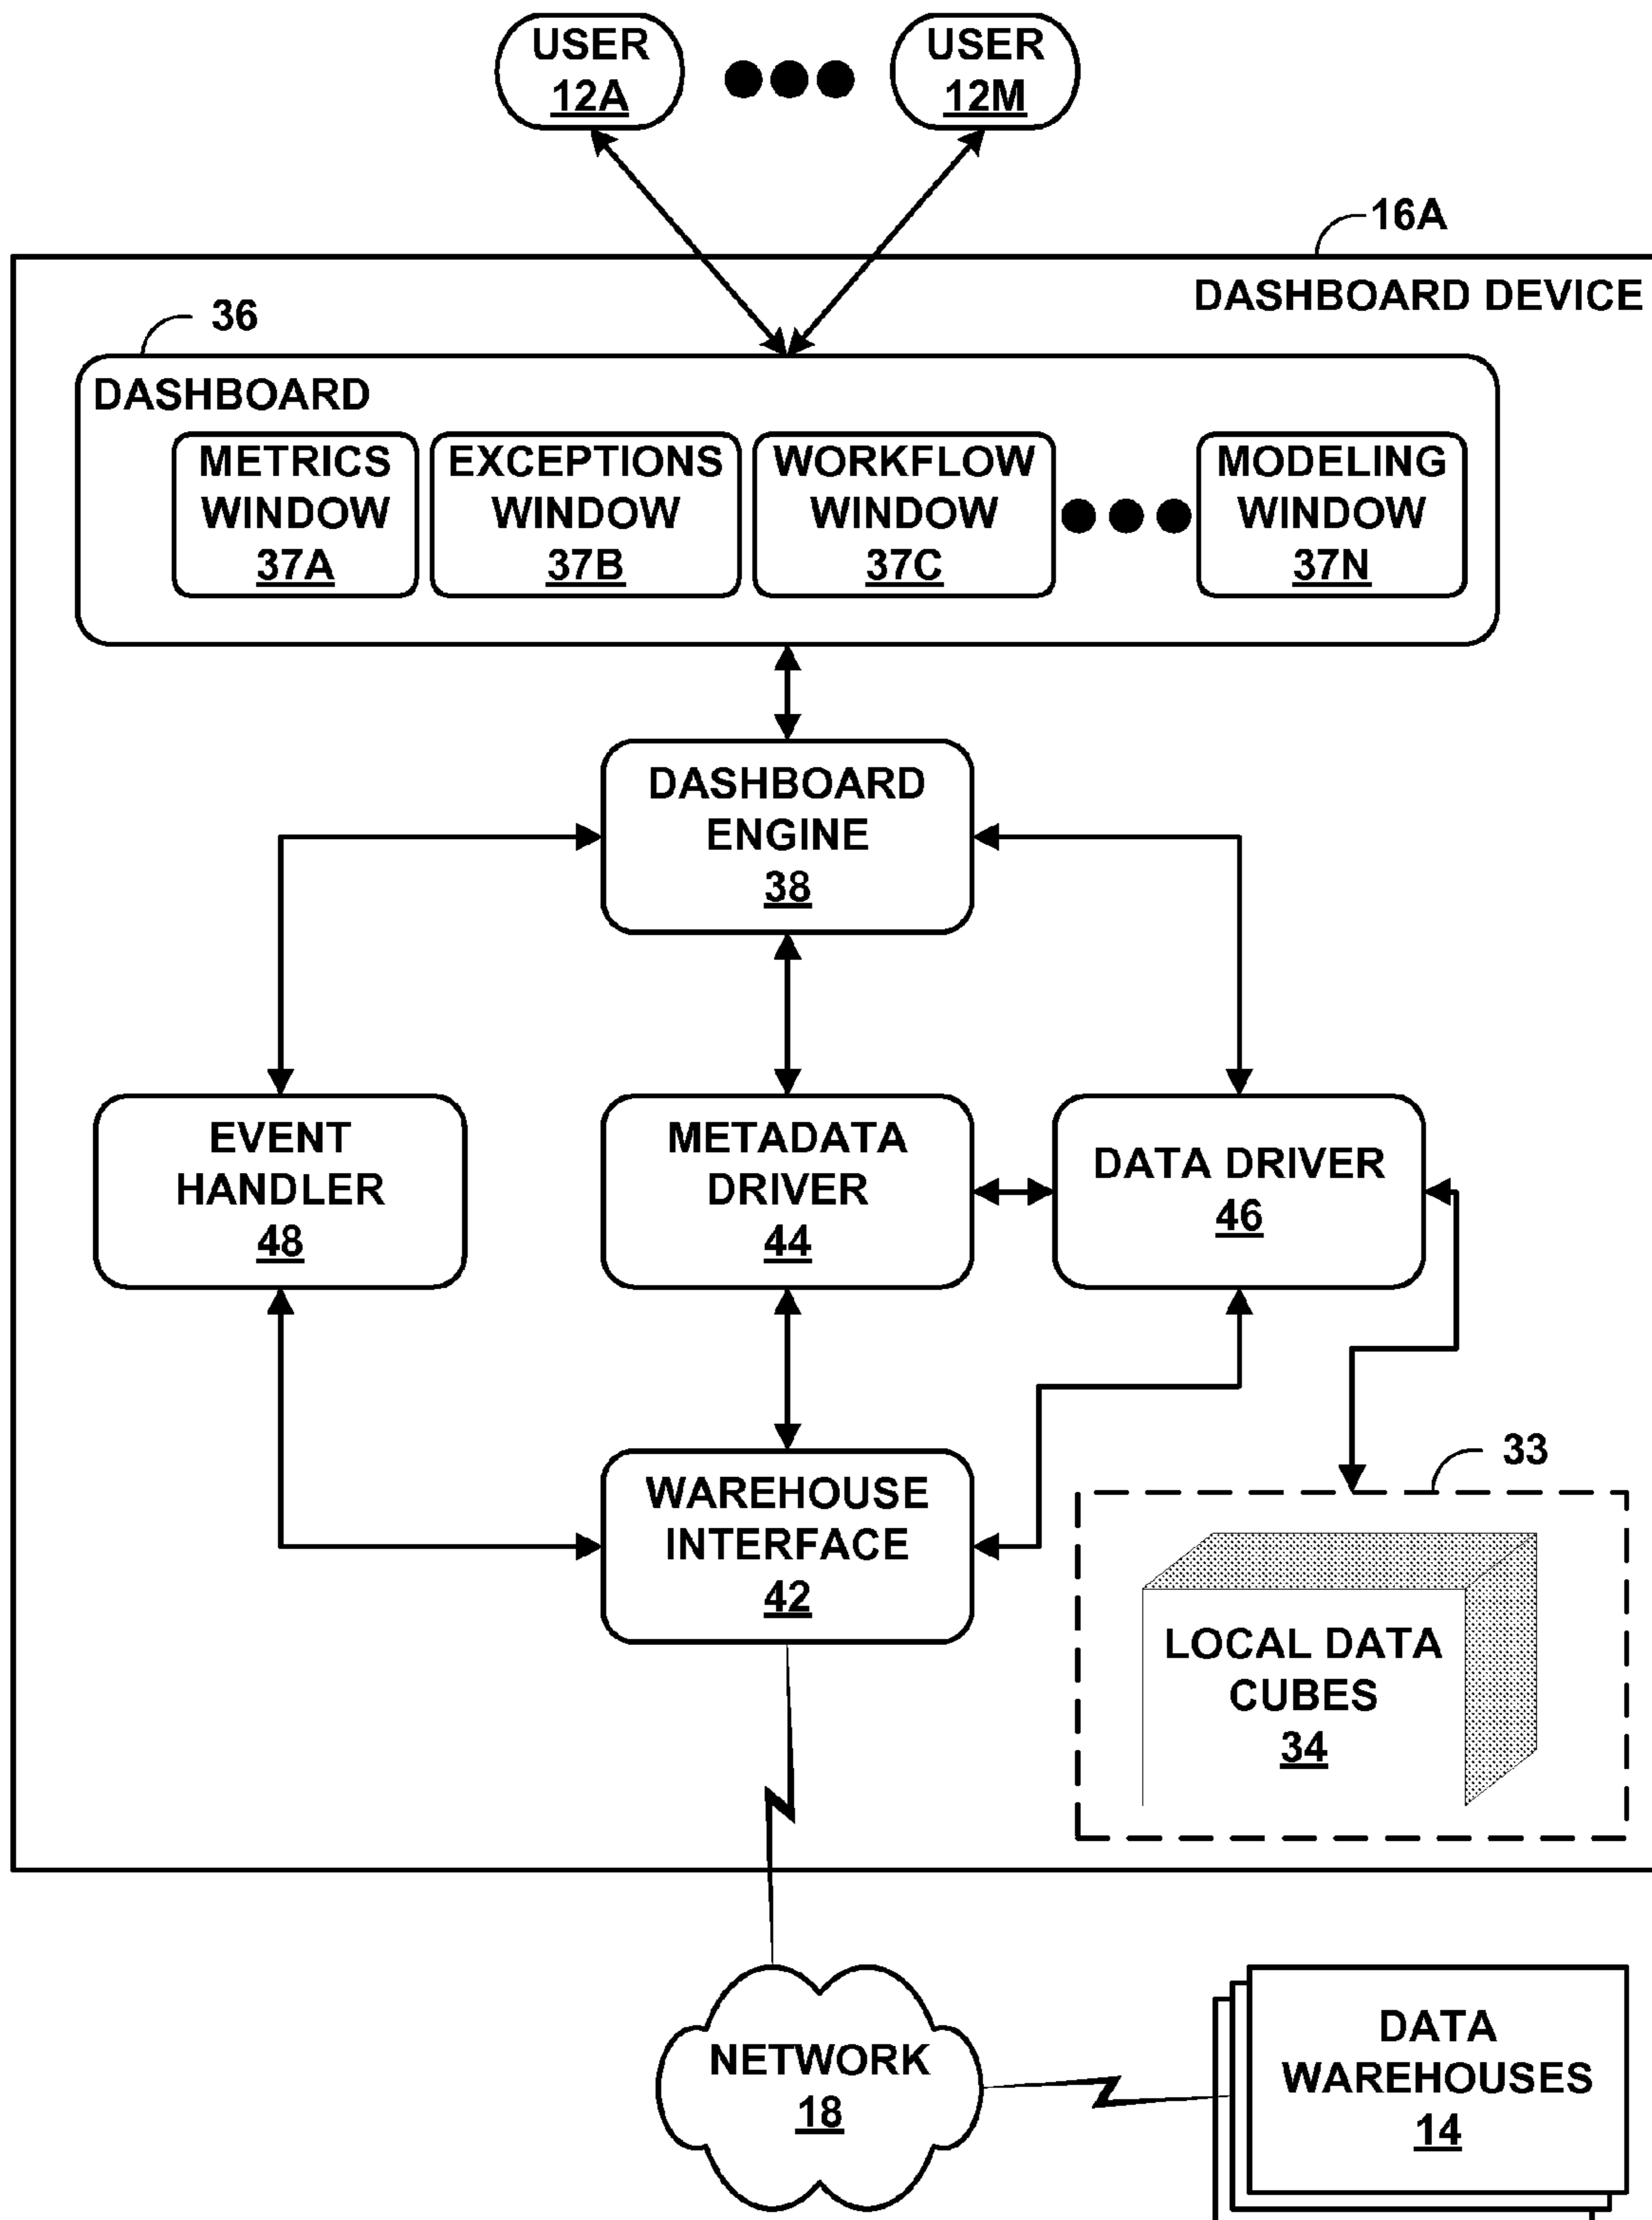 USER
12A
USER
12M
16A
DASHBOARD DEVICE
36
DASHBOARD
METRICS
WINDOW
37A
EXCEPTIONS
WINDOW
37B
WORKFLOW
WINDOW
37C
MODELING
WINDOW
37N
DASHBOARD
ENGINE
38
EVENT
HANDLER
48
METADATA
DRIVER
44
DATA DRIVER
46
WAREHOUSE
INTERFACE
42
33
LOCAL DATA
CUBES
34
NETWORK
18
DATA
WAREHOUSES
14